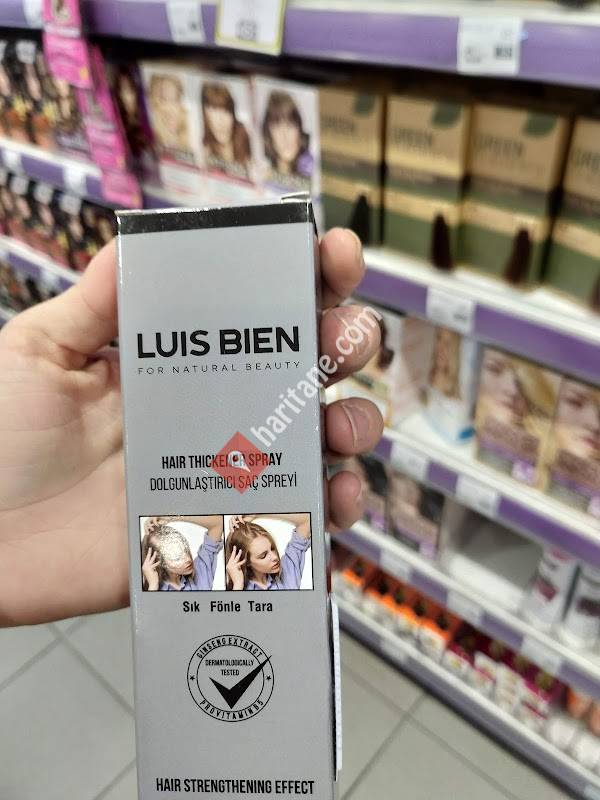 LUIS BIEN
FOR NATURAL BEAUTY
HAIR THICKENER SPRAY
DOLGUNLAŞTIRICI SAÇ SPREYİ
Sık Fönle Tara
GINSENG EXTRACT
DERMATOLOGICALLY
TESTED
PROVITAMIN B5
HAIR STRENGTHENING EFFECT
haritane.com
GREEN